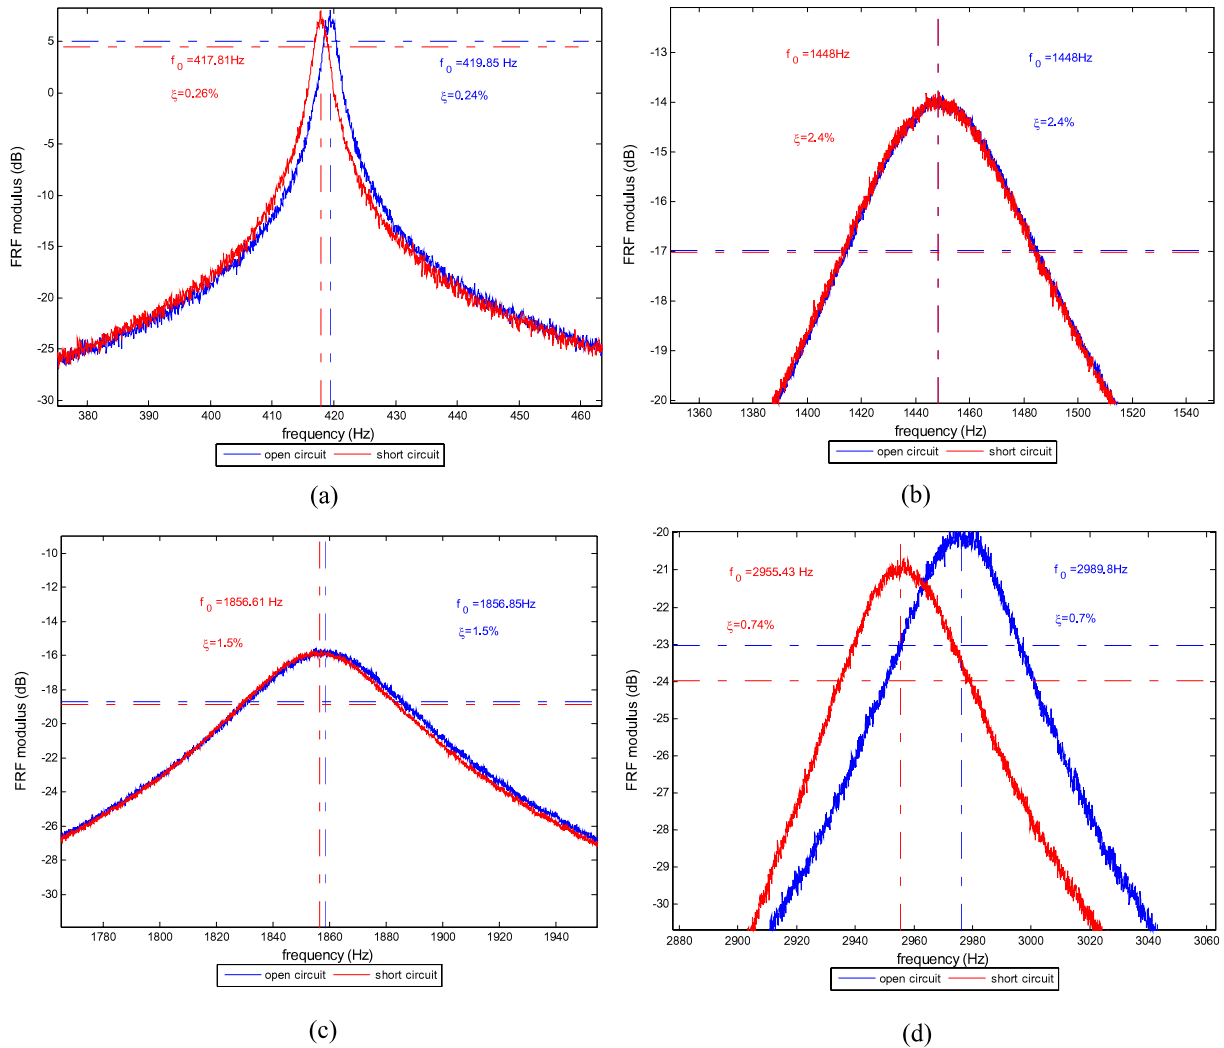 5
0
-5
-10
-15
-20
-25
-30
FRF modulus (dB)
f 0 =417.81Hz
ξ=0.26%
f 0 =419.85 Hz
ξ=0.24%
380 390 400 410 420 430 440 450 460
frequency (Hz)
open circuit short circuit
(a)
-13
-14
-15
-16
-17
-18
-19
-20
FRF modulus (dB)
f 0 =1448Hz
ξ=2.4%
f 0 =1448Hz
ξ=2.4%
1360 1380 1400 1420 1440 1460 1480 1500 1520 1540
frequency (Hz)
open circuit short circuit
(b)
-10
-12
-14
-16
-18
-20
-22
-24
-26
-28
-30
FRF modulus (dB)
f 0 =1856.61 Hz
ξ=1.5%
f 0 =1856.85Hz
ξ=1.5%
1780 1800 1820 1840 1860 1880 1900 1920 1940
frequency (Hz)
open circuit short circuit
(c)
-20
-21
-22
-23
-24
-25
-26
-27
-28
-29
-30
FRF modulus (dB)
f 0 =2955.43 Hz
ξ=0.74%
f 0 =2989.8Hz
ξ=0.7%
2880 2900 2920 2940 2960 2980 3000 3020 3040 3060
frequency (Hz)
open circuit short circuit
(d)